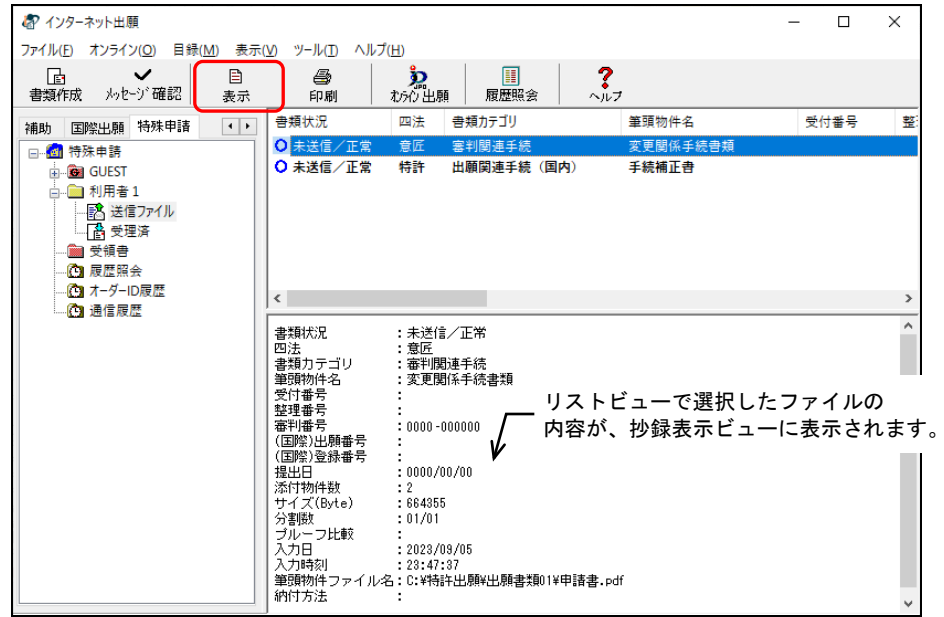 インターネット出願
ファイル(F) オンライン(O) 目録(M) 表示(V) ツール(T) ヘルプ(H)
書類作成 メッセージ確認 表示 印刷 オンライン出願 履歴照会 ヘルプ
補助 国際出願 特殊申請
特殊申請
GUEST
利用者1
送信ファイル
受理済
受領書
履歴照会
オーダーID履歴
通信履歴
書類状況 四法 書類カテゴリ 筆頭物件名 受付番号 整
未送信/正常 意匠 審判関連手続 変更関係手続書類
未送信/正常 特許 出願関連手続(国内) 手続補正書
書類状況 :未送信/正常
四法 :意匠
書類カテゴリ :審判関連手続
筆頭物件名 :変更関係手続書類
受付番号 :
整理番号 :
審判番号 :0000-000000
(国際)出願番号 :
(国際)登録番号 :
提出日 :0000/00/00
添付物件数 :2
サイズ(Byte) :664355
分割数 :01/01
プルーフ比較 :
入力日 :2023/09/05
入力時刻 :23:47:37
筆頭物件ファイル名:C:¥特許出願¥出願書類01¥申請書.pdf
納付方法 :
リストビューで選択したファイルの
内容が、抄録表示ビューに表示されます。